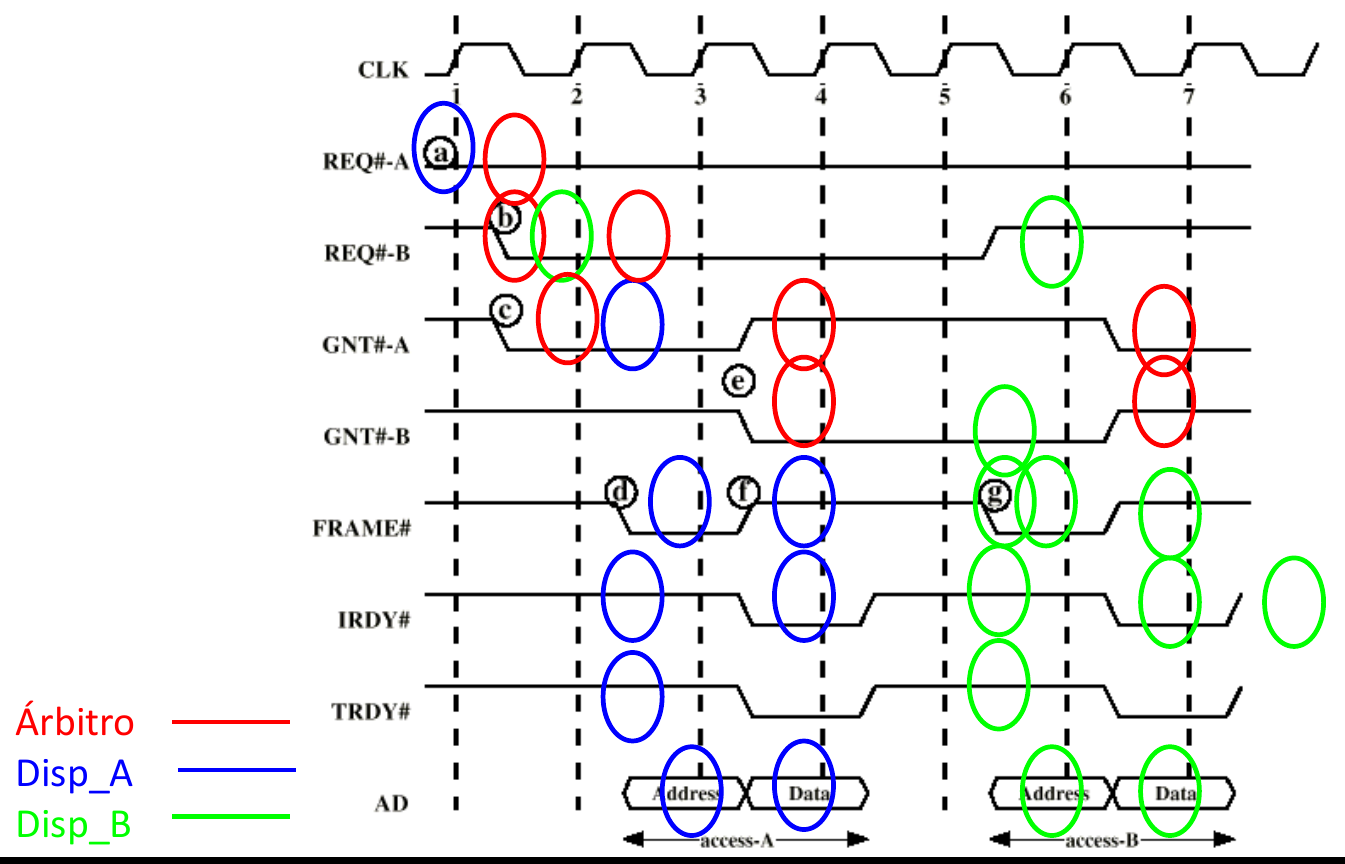 CLK
1 2 3 4 5 6 7
a
REQ#-A
b
REQ#-B
c
GNT#-A
e
GNT#-B
d f g
FRAME#
IRDY#
TRDY#
Árbitro
Disp_A
Disp_B
AD
Address Data Address Data
access-A access-B